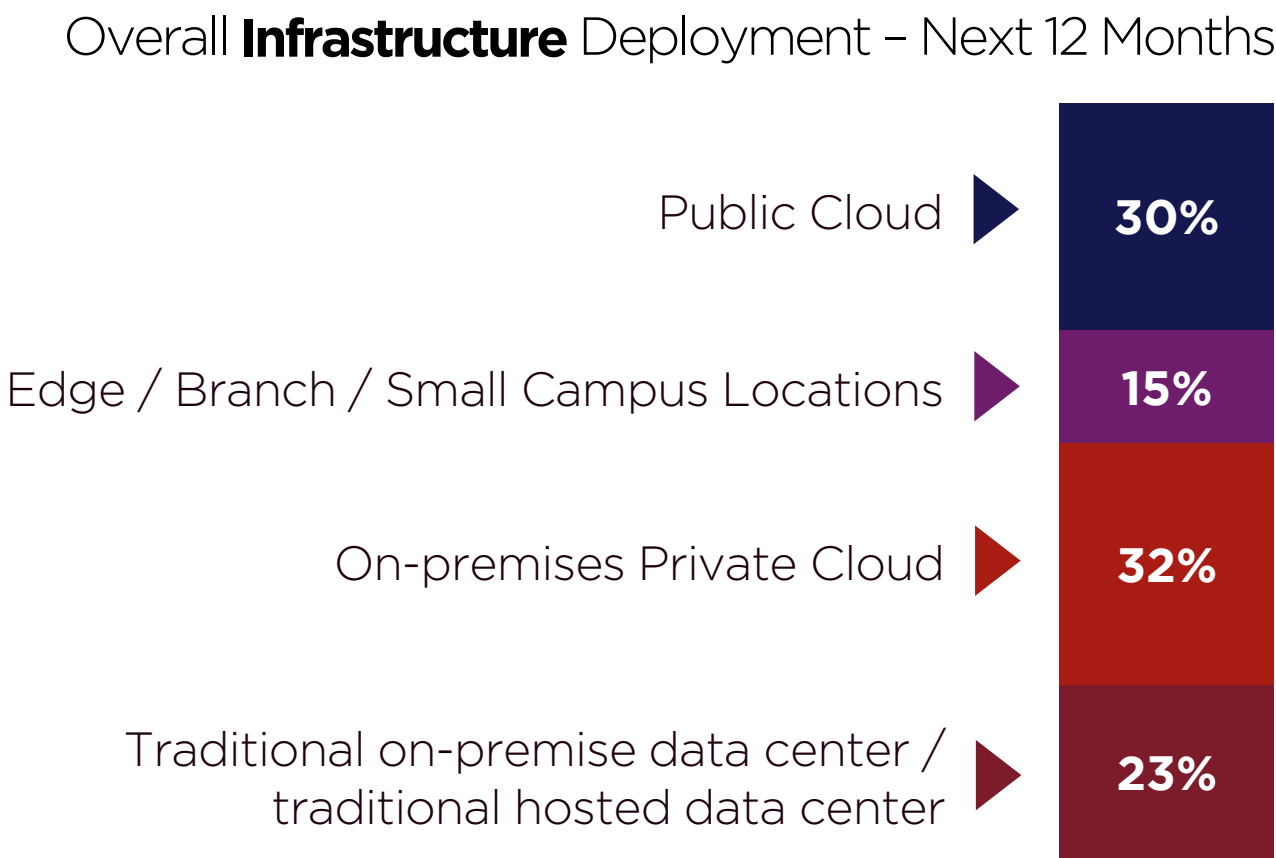 Overall Infrastructure Deployment – Next 12 Months
Public Cloud
30%
Edge / Branch / Small Campus Locations
15%
On-premises Private Cloud
32%
Traditional on-premise data center /
traditional hosted data center
23%